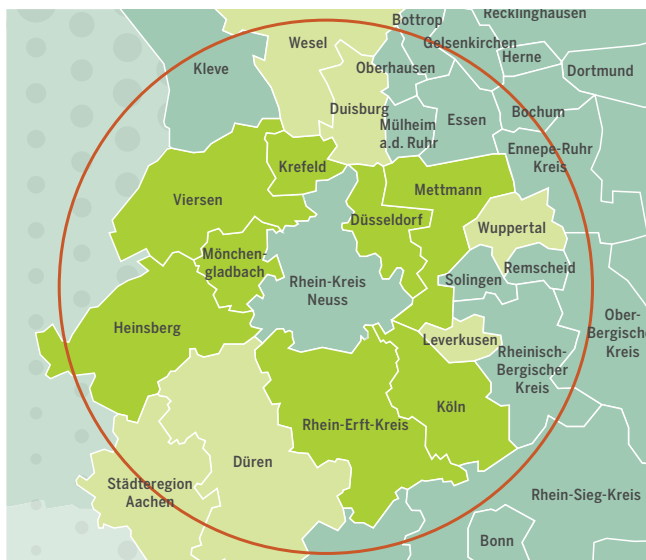 Recklinghausen
Bottrop
Wesel
Gelsenkirchen
Herne
Kleve
Oberhausen
Dortmund
Duisburg
Mülheim
a.d. Ruhr
Essen
Bochum
Ennepe-Ruhr
Kreis
Krefeld
Mettmann
Viersen
Düsseldorf
Wuppertal
Mönchen-
gladbach
Remscheid
Solingen
Rhein-Kreis
Neuss
Heinsberg
Ober-
Bergischer
Kreis
Leverkusen
Rheinisch-
Bergischer
Kreis
Köln
Rhein-Erft-Kreis
Düren
Städteregion
Aachen
Rhein-Sieg-Kreis
Bonn